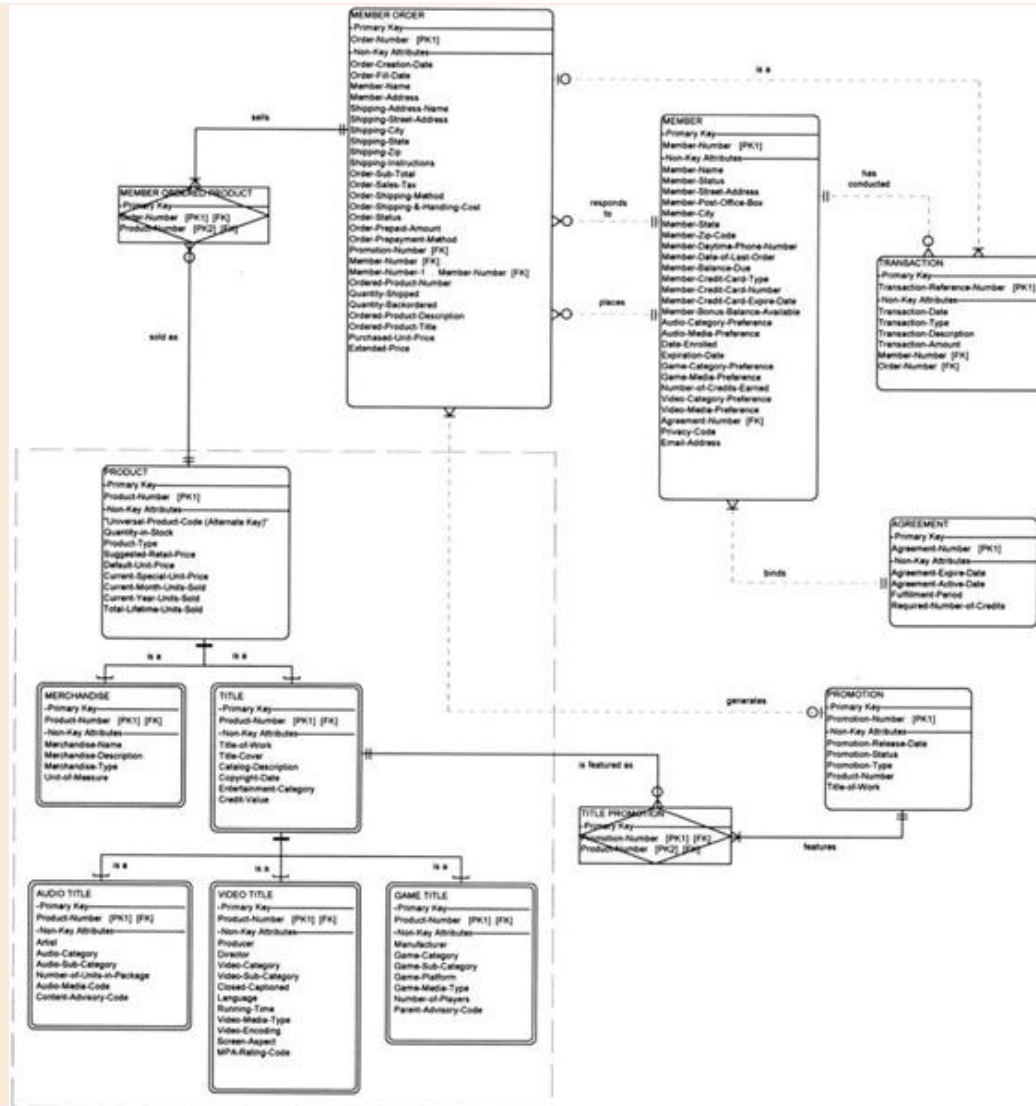 MEMBER ORDER
-Primary Key
Order-Number [PK1]
-Non-Key Attributes
Order-Creation-Date
Order-Fill-Date
Member-Name
Member-Address
Shipping-Address-Name
Shipping-Street-Address
Shipping-City
Shipping-State
Shipping-Zip
Shipping-Instructions
Order-Sub-Total
Order-Sales-Tax
Order-Shipping-Method
Order-Shipping-&-Handling-Cost
Order-Status
Order-Prepaid-Amount
Order-Prepayment-Method
Promotion-Number [FK]
Member-Number [FK]
Member-Number-1 . Member-Number [FK]
Ordered-Product-Number
Quantity-Shipped
Quantity-Backordered
Ordered-Product-Description
Ordered-Product-Title
Purchased-Unit-Price
Extended-Price
is a
sells
MEMBER
-Primary Key
Member-Number [PK1]
-Non-Key Attributes
Member-Name
Member-Status
Member-Street-Address
Member-Post-Office-Box
Member-City
Member-State
Member-Zip-Code
Member-Daytime-Phone-Number
Member-Date-of-Last-Order
Member-Balance-Due
Member-Credit-Card-Type
Member-Credit-Card-Number
Member-Credit-Card-Expire-Date
Member-Bonus-Balance-Available
Audio-Category-Preference
Audio-Media-Preference
Date-Enrolled
Expiration-Date
Game-Category-Preference
Game-Media-Preference
Number-of-Credits-Earned
Video-Category-Preference
Video-Media-Preference
Agreement-Number [FK]
Privacy-Code
Email-Address
has
conducted
MEMBER ORDERED PRODUCT
-Primary Key
Order-Number [PK1] [FK]
Product-Number [PK2] [FK]
responds
to
places
TRANSACTION
-Primary Key
Transaction-Reference-Number [PK1]
-Non-Key Attributes
Transaction-Date
Transaction-Type
Transaction-Description
Transaction-Amount
Member-Number [FK]
Order-Number [FK]
sold as
PRODUCT
-Primary Key
Product-Number [PK1]
-Non-Key Attributes
"Universal-Product-Code (Alternate Key)"
Quantity-in-Stock
Product-Type
Suggested-Retail-Price
Default-Unit-Price
Current-Special-Unit-Price
Current-Month-Units-Sold
Current-Year-Units-Sold
Total-Lifetime-Units-Sold
AGREEMENT
-Primary Key
Agreement-Number [PK1]
-Non-Key Attributes
Agreement-Expire-Date
Agreement-Active-Date
Fulfillment-Period
Required-Number-of-Credits
binds
is a
is a
MERCHANDISE
-Primary Key
Product-Number [PK1] [FK]
-Non-Key Attributes
Merchandise-Name
Merchandise-Description
Merchandise-Type
Unit-of-Measure
TITLE
-Primary Key
Product-Number [PK1] [FK]
-Non-Key Attributes
Title-of-Work
Title-Cover
Catalog-Description
Copyright-Date
Entertainment-Category
Credit-Value
generates
PROMOTION
-Primary Key
Promotion-Number [PK1]
-Non-Key Attributes
Promotion-Release-Date
Promotion-Status
Promotion-Type
Product-Number
Title-of-Work
is featured as
TITLE PROMOTION
-Primary Key
Promotion-Number [PK1] [FK]
Product-Number [PK2] [FK]
features
is a
is a
is a
AUDIO TITLE
-Primary Key
Product-Number [PK1] [FK]
-Non-Key Attributes
Artist
Audio-Category
Audio-Sub-Category
Number-of-Units-in-Package
Audio-Media-Code
Content-Advisory-Code
VIDEO TITLE
-Primary Key
Product-Number [PK1] [FK]
-Non-Key Attributes
Producer
Director
Video-Category
Video-Sub-Category
Closed-Captioned
Language
Running-Time
Video-Media-Type
Video-Encoding
Screen-Aspect
MPA-Rating-Code
GAME TITLE
-Primary Key
Product-Number [PK1] [FK]
-Non-Key Attributes
Manufacturer
Game-Category
Game-Sub-Category
Game-Platform
Game-Media-Type
Number-of-Players
Parent-Advisory-Code